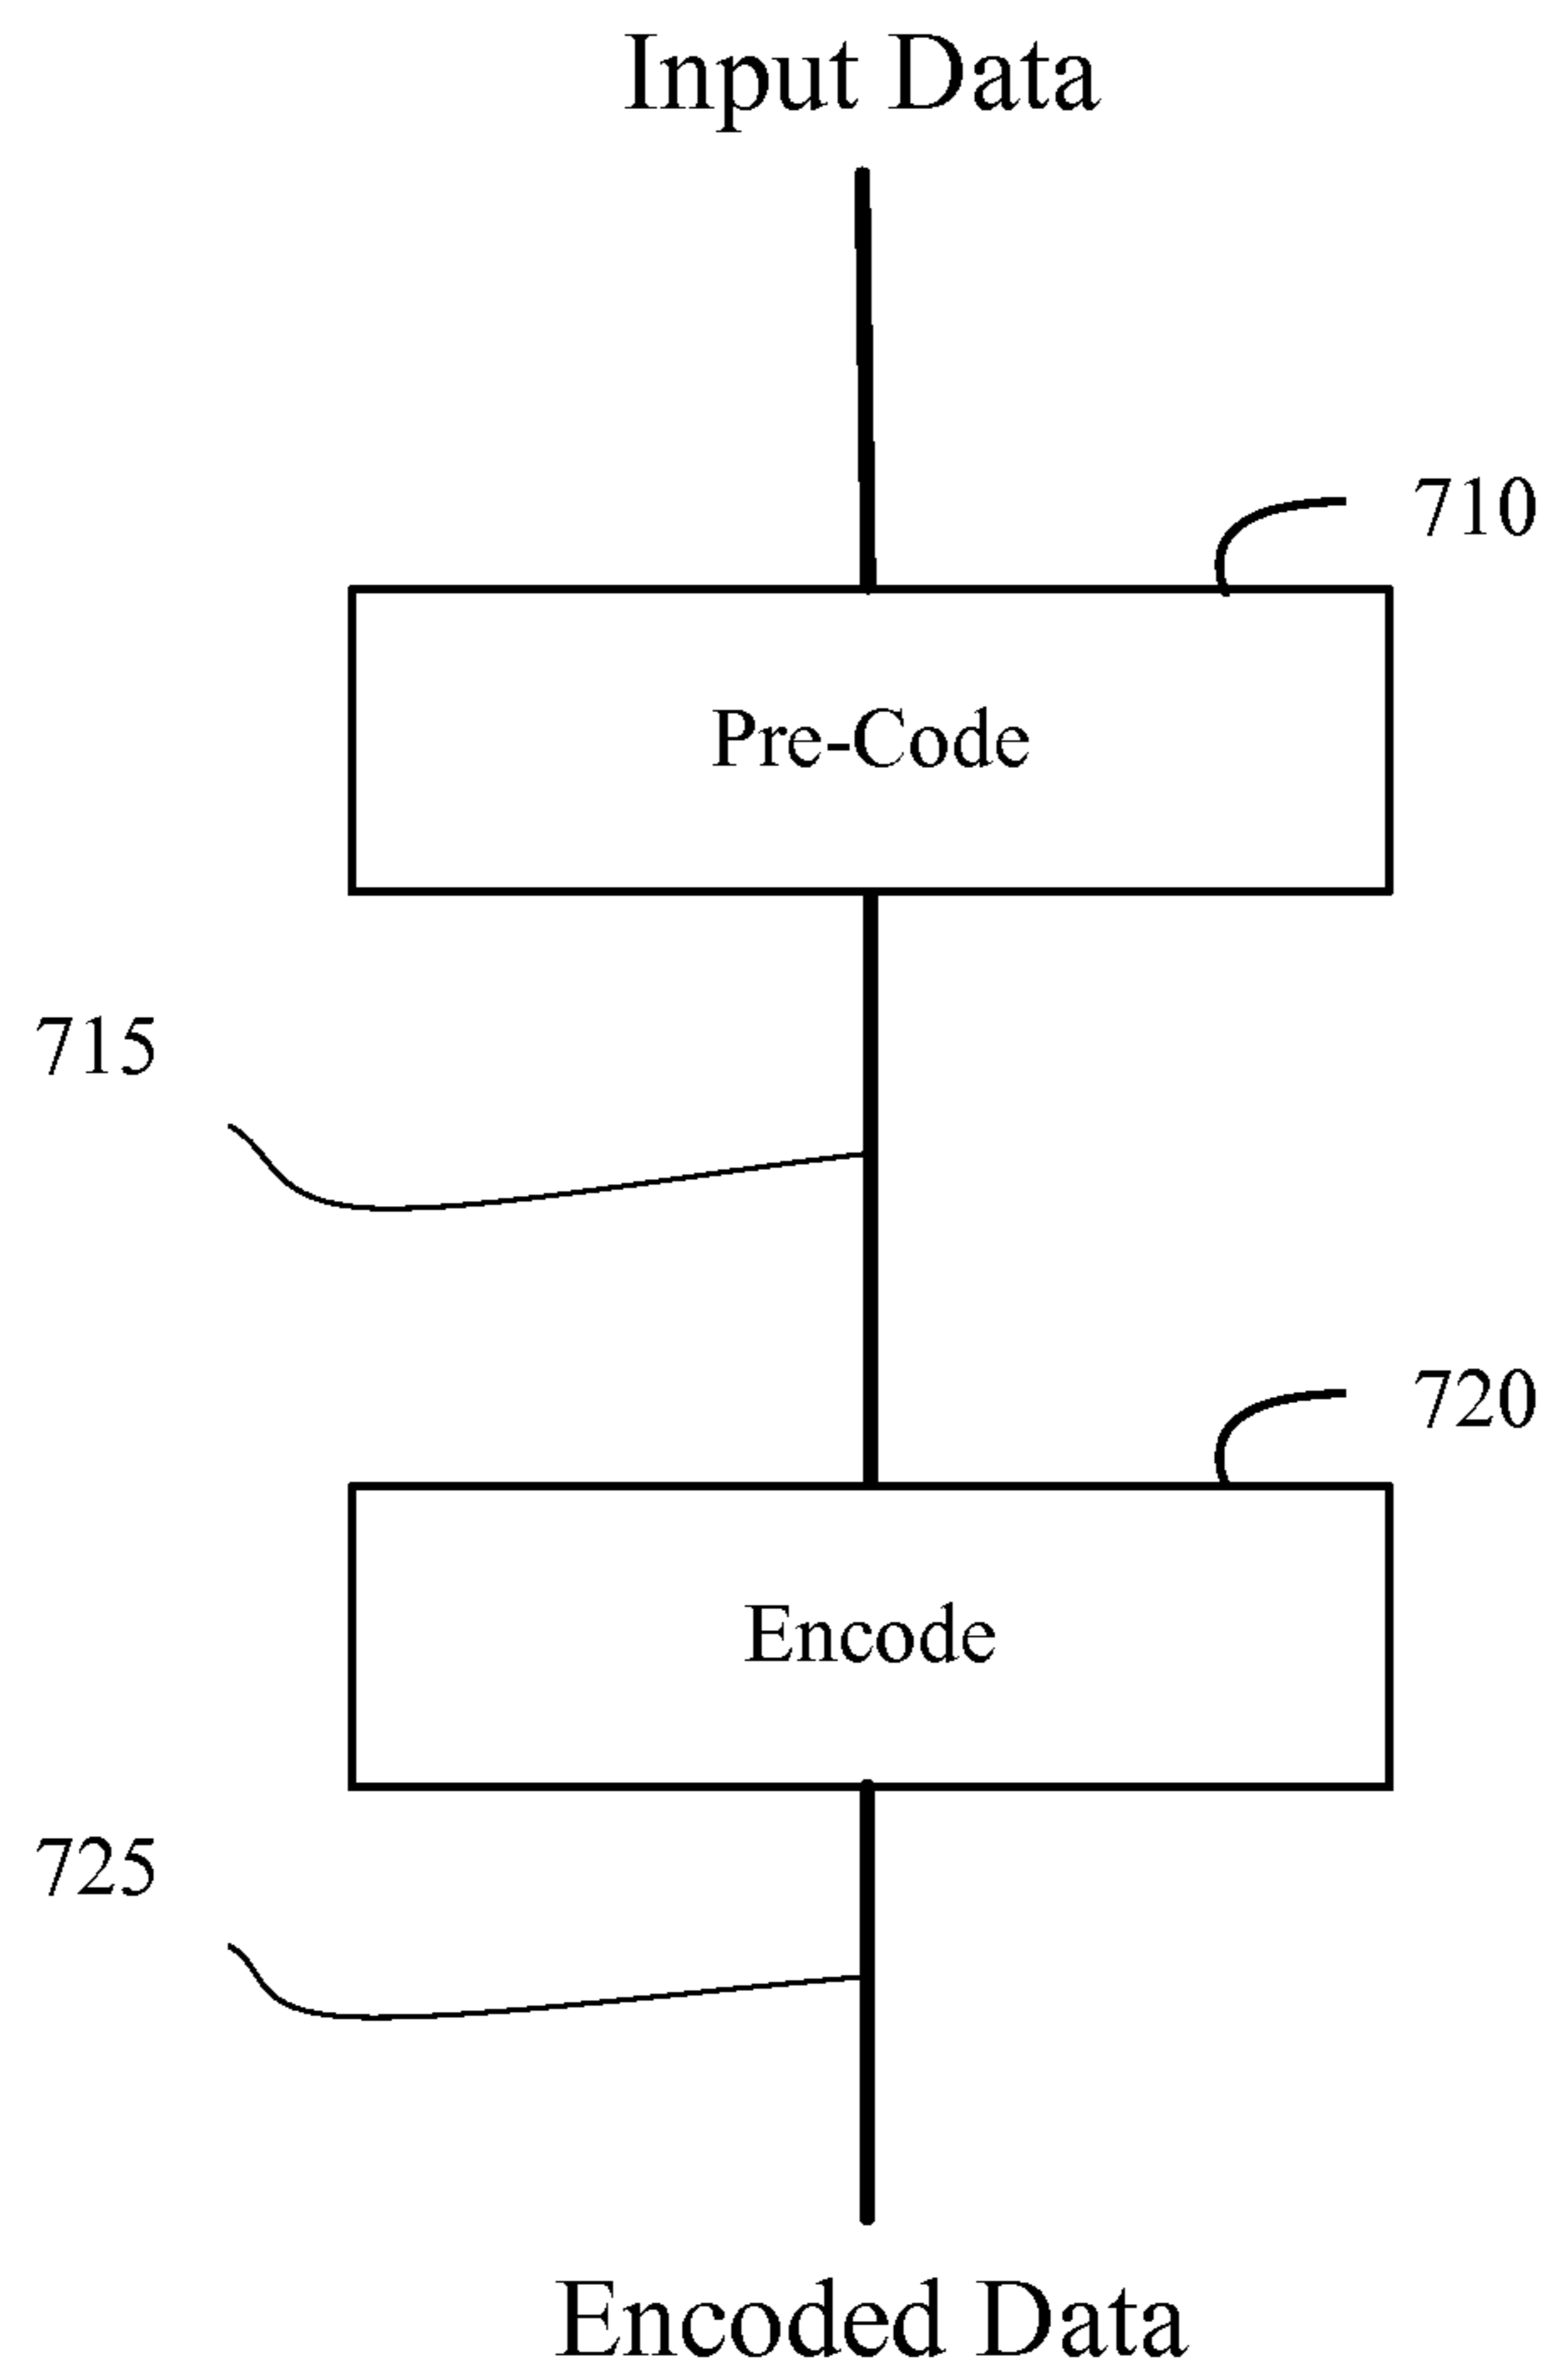 Input Data
710
Pre-Code
715
720
Encode
725
Encoded Data